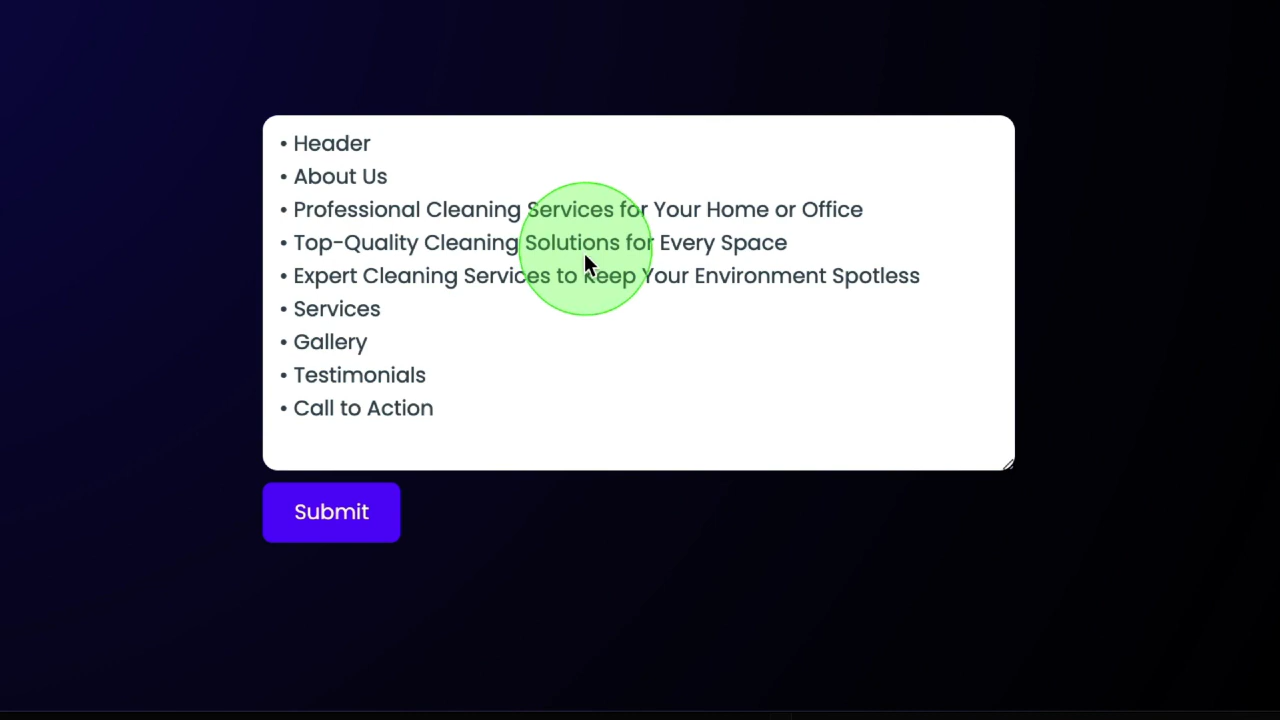 • Header
• About Us
• Professional Cleaning Services for Your Home or Office
• Top-Quality Cleaning Solutions for Every Space
• Expert Cleaning Services to Keep Your Environment Spotless
• Services
• Gallery
• Testimonials
• Call to Action
Submit